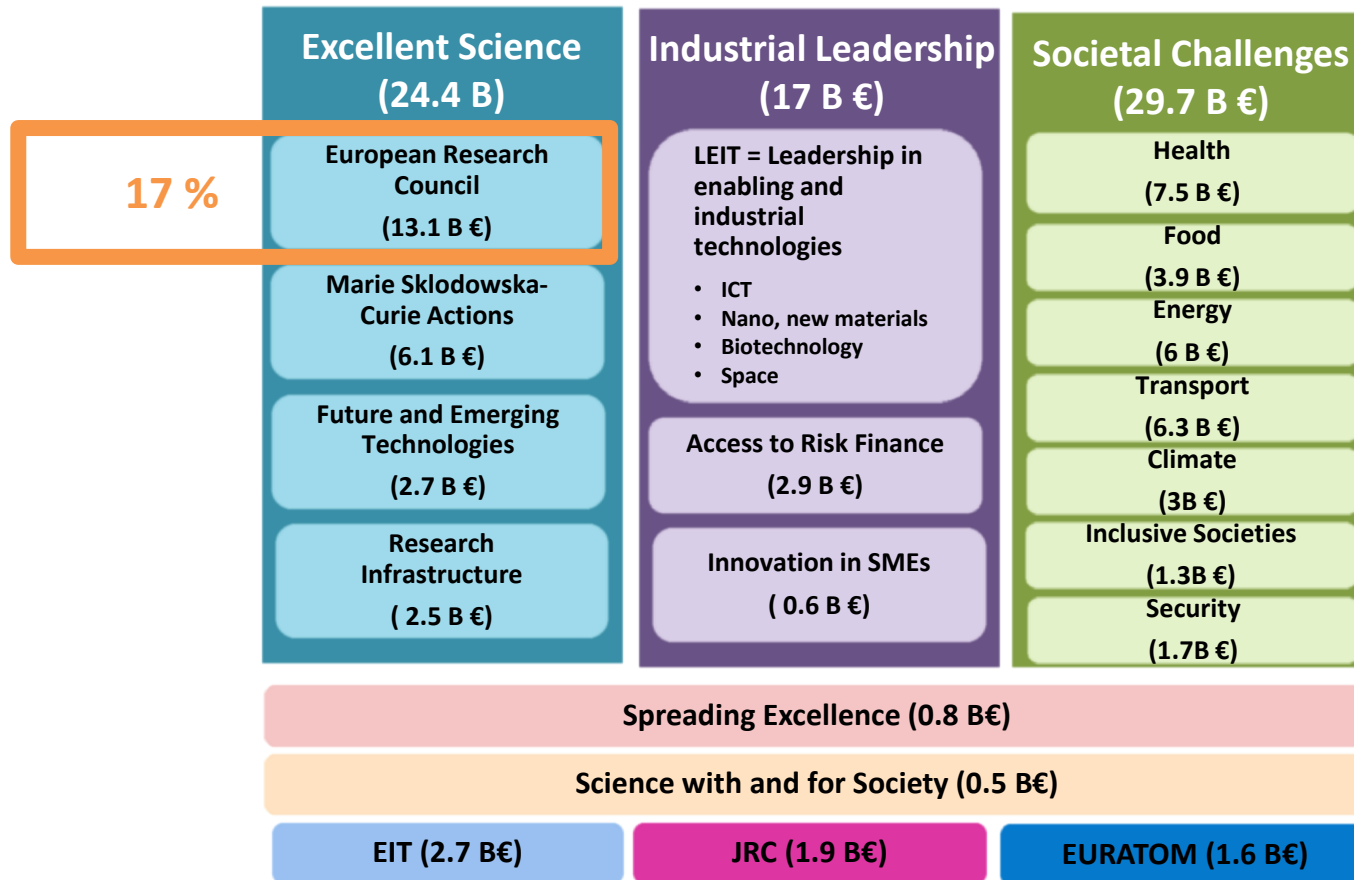 Excellent Science
(24.4 B)
17 %
European Research
Council
(13.1 B €)
Marie Sklodowska-
Curie Actions
(6.1 B €)
Future and Emerging
Technologies
(2.7 B €)
Research
Infrastructure
( 2.5 B €)
Industrial Leadership
(17 B €)
LEIT = Leadership in
enabling and
industrial
technologies
• ICT
• Nano, new materials
• Biotechnology
• Space
Access to Risk Finance
(2.9 B €)
Innovation in SMEs
( 0.6 B €)
Societal Challenges
(29.7 B €)
Health
(7.5 B €)
Food
(3.9 B €)
Energy
(6 B €)
Transport
(6.3 B €)
Climate
(3B €)
Inclusive Societies
(1.3B €)
Security
(1.7B €)
Spreading Excellence (0.8 B€)
Science with and for Society (0.5 B€)
EIT (2.7 B€)
JRC (1.9 B€)
EURATOM (1.6 B€)